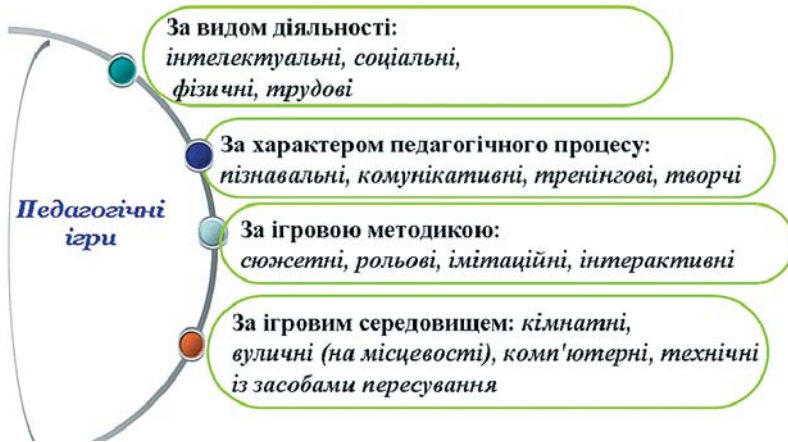 За видом діяльності:
інтелектуальні, соціальні,
фізичні, трудові
За характером педагогічного процесу:
пізнавальні, комунікативні, тренінгові, творчі
Педагогічні
ігри
За ігровою методикою:
сюжетні, рольові, імітаційні, інтерактивні
За ігровим середовищем: кімнатні,
вуличні (на місцевості), комп'ютерні, технічні
із засобами пересування